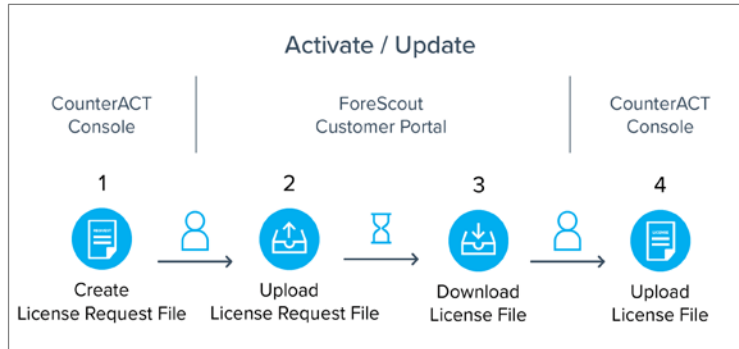 Activate / Update
CounterACT
Console
ForeScout
Customer Portal
CounterACT
Console
1
2
3
4
Create
License Request File
Upload
License Request File
Download
License File
Upload
License File